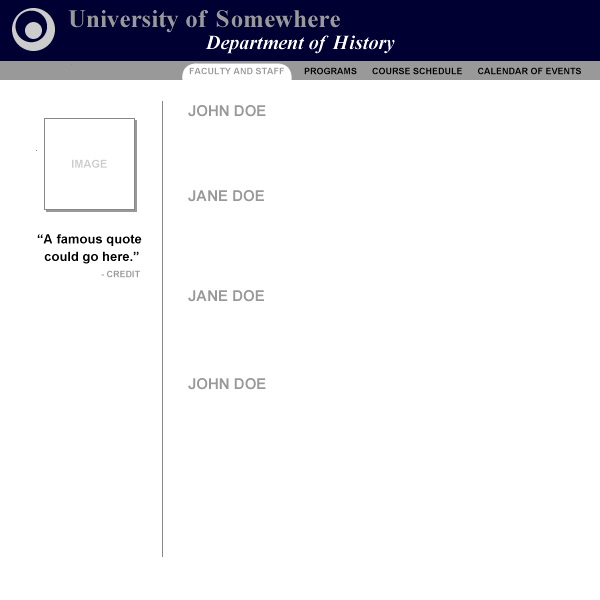 University of Somewhere
Department of History
FACULTY AND STAFF PROGRAMS COURSE SCHEDULE CALENDAR OF EVENTS
IMAGE
“A famous quote
could go here.”
- CREDIT
JOHN DOE
JANE DOE
JANE DOE
JOHN DOE